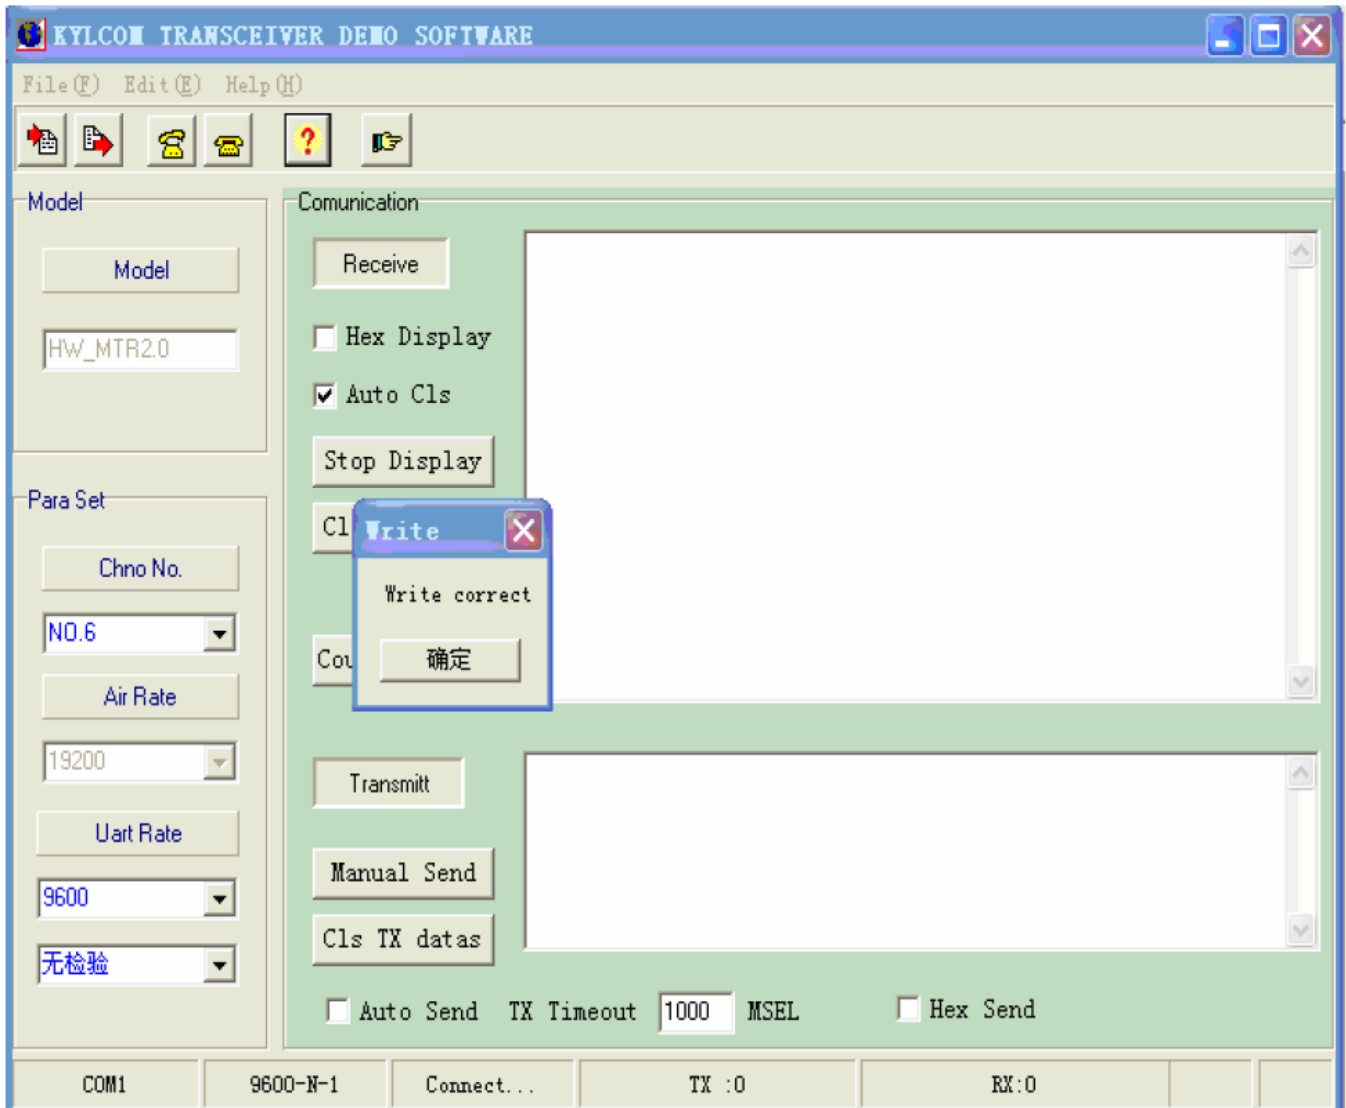 KYLCOM TRANSCEIVER DEMO SOFTWARE
File(F) Edit(E) Help(H)
Model
Model
HW_MTR2.0
Para Set
Chno No.
NO.6
Air Rate
19200
Uart Rate
9600
无检验
Comunication
Receive
Hex Display
Auto Cls
Stop Display
Cl
Write
Write correct
确定
Cou
Transmitt
Manual Send
Cls TX datas
Auto Send TX Timeout 1000 MSEL Hex Send
COM1 9600-N-1 Connect... TX :0 RX:0